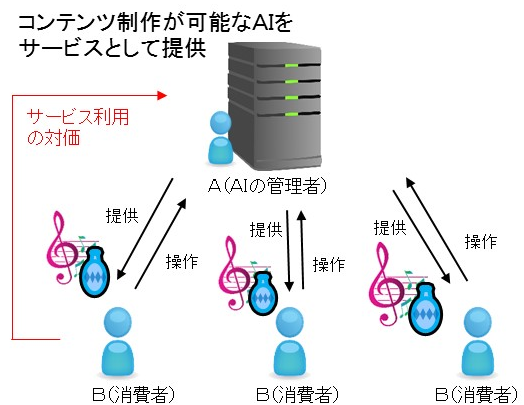 コンテンツ制作が可能なAIを
サービスとして提供
サービス利用
の対価
A(AIの管理者)
提供
操作
提供
操作
提供
操作
B(消費者)
B(消費者)
B(消費者)